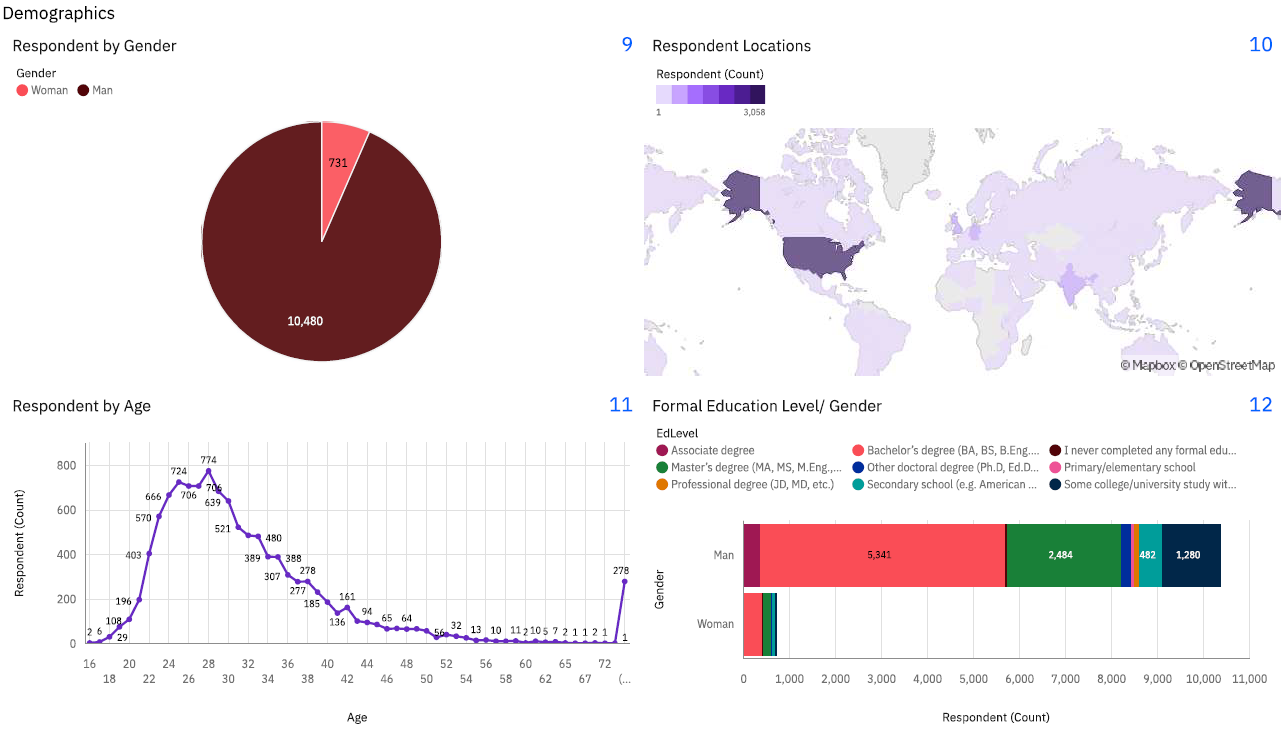 Demographics
Respondent by Gender 9
Gender
Woman Man
731
10,480
Respondent Locations 10
Respondent (Count)
1 3,058
© Mapbox © OpenStreetMap
Respondent by Age 11
Respondent (Count)
800
600
400
200
0
2 6 29 108 196 403 570 666 724 706 706 774 639 521 480 389 388 307 277 278 185 136 161 94 65 64 56 32 13 10 11 2 10 5 7 2 1 1 2 1 278 1
16 20 24 28 32 36 40 44 48 52 56 60 65 72
18 22 26 30 34 38 42 46 50 54 58 62 67 (...
Age
Formal Education Level/ Gender 12
EdLevel
Associate degree Bachelor's degree (BA, BS, B.Eng.... I never completed any formal edu...
Master's degree (MA, MS, M.Eng.,... Other doctoral degree (Ph.D, Ed.D... Primary/elementary school
Professional degree (JD, MD, etc.) Secondary school (e.g. American ... Some college/university study wit...
Gender
Man 5,341 2,484 482 1,280
Woman
0 1,000 2,000 3,000 4,000 5,000 6,000 7,000 8,000 9,000 10,000 11,000
Respondent (Count)